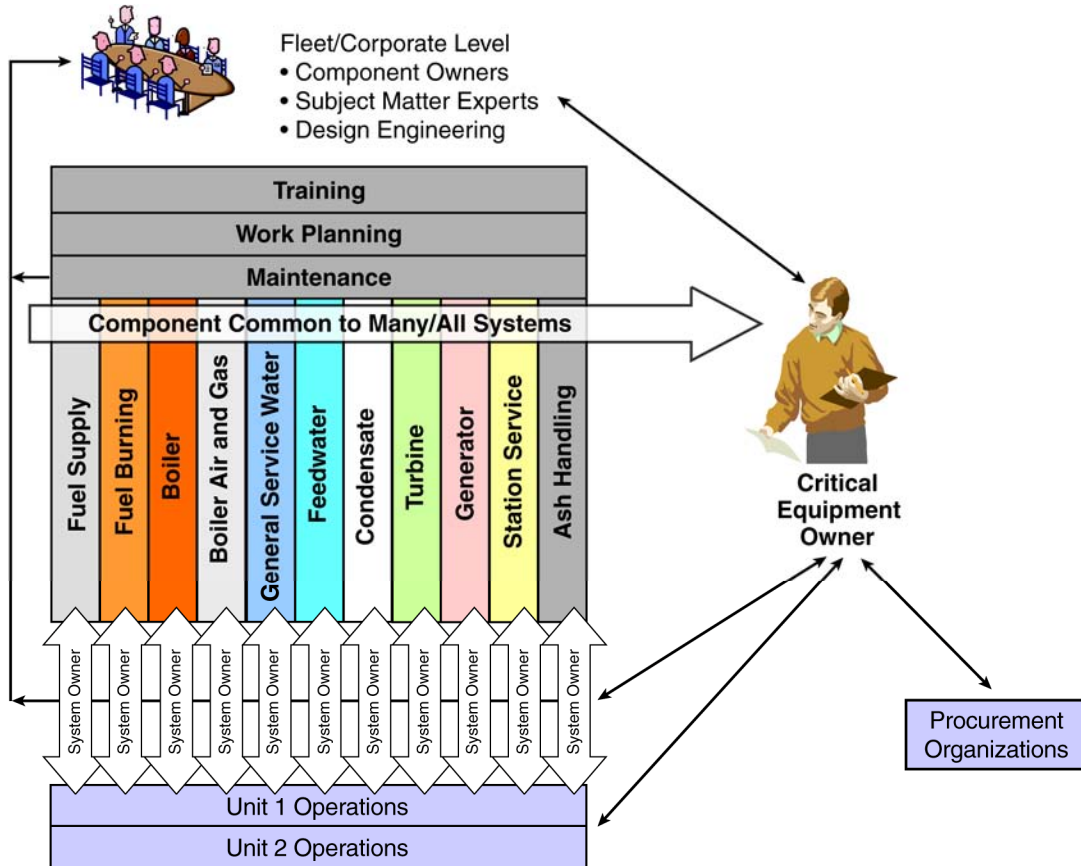 Fleet/Corporate Level
• Component Owners
• Subject Matter Experts
• Design Engineering
Training
Work Planning
Maintenance
Component Common to Many/All Systems
Fuel Supply
Fuel Burning
Boiler
Boiler Air and Gas
General Service Water
Feedwater
Condensate
Turbine
Generator
Station Service
Ash Handling
Critical
Equipment
Owner
System Owner
System Owner
System Owner
System Owner
System Owner
System Owner
System Owner
System Owner
System Owner
System Owner
System Owner
Procurement
Organizations
Unit 1 Operations
Unit 2 Operations